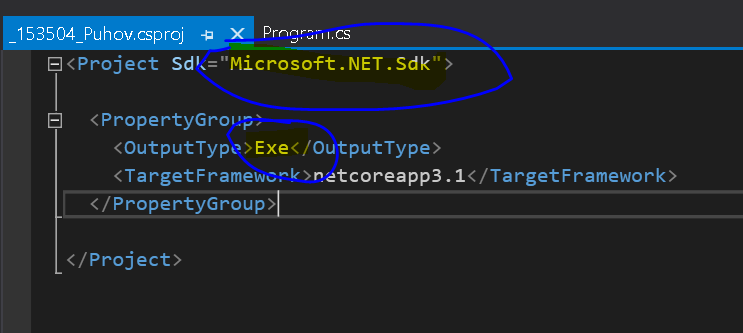 _153504_Puhov.csproj Program.cs
<Project Sdk="Microsoft.NET.Sdk">
<PropertyGroup>
<OutputType>Exe</OutputType>
<TargetFramework>netcoreapp3.1</TargetFramework>
</PropertyGroup>
</Project>